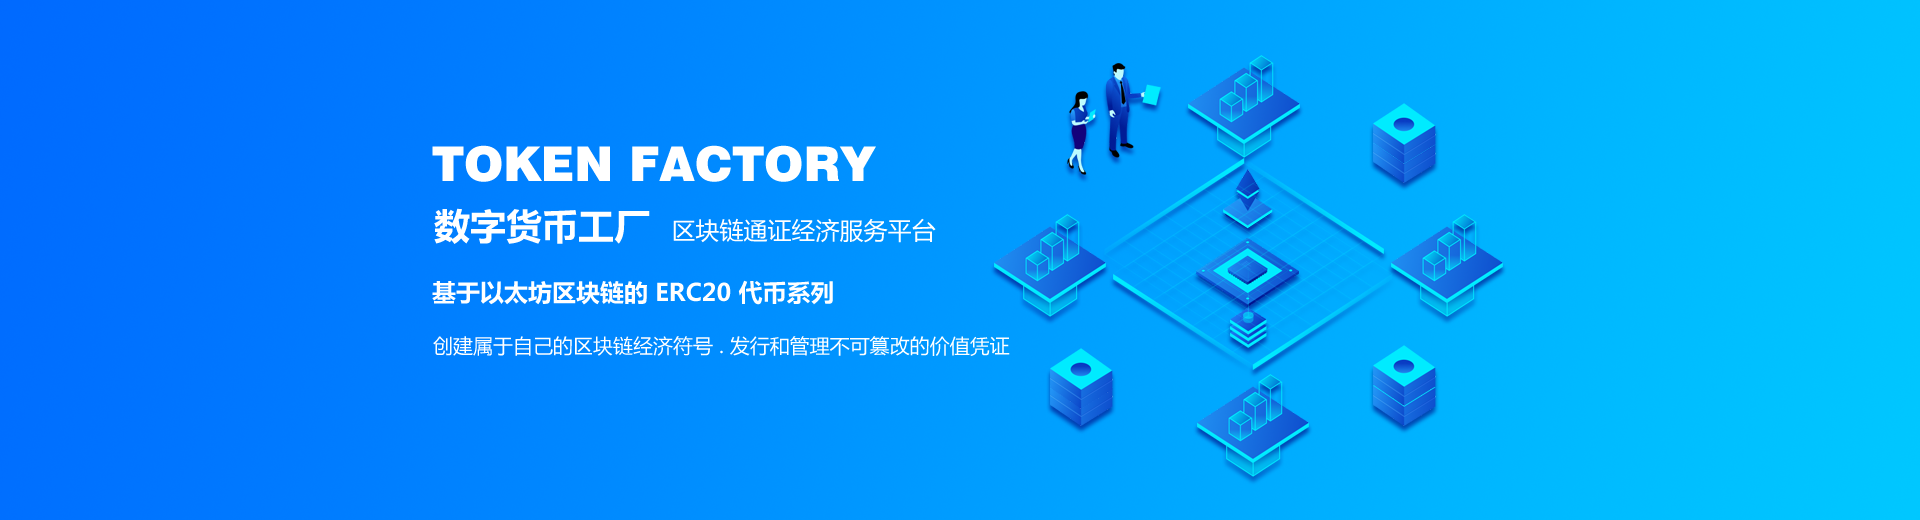 TOKEN FACTORY
数字货币工厂 区块链通证经济服务平台
基于以太坊区块链的 ERC20 代币系列
创建属于自己的区块链经济符号 . 发行和管理不可篡改的价值凭证